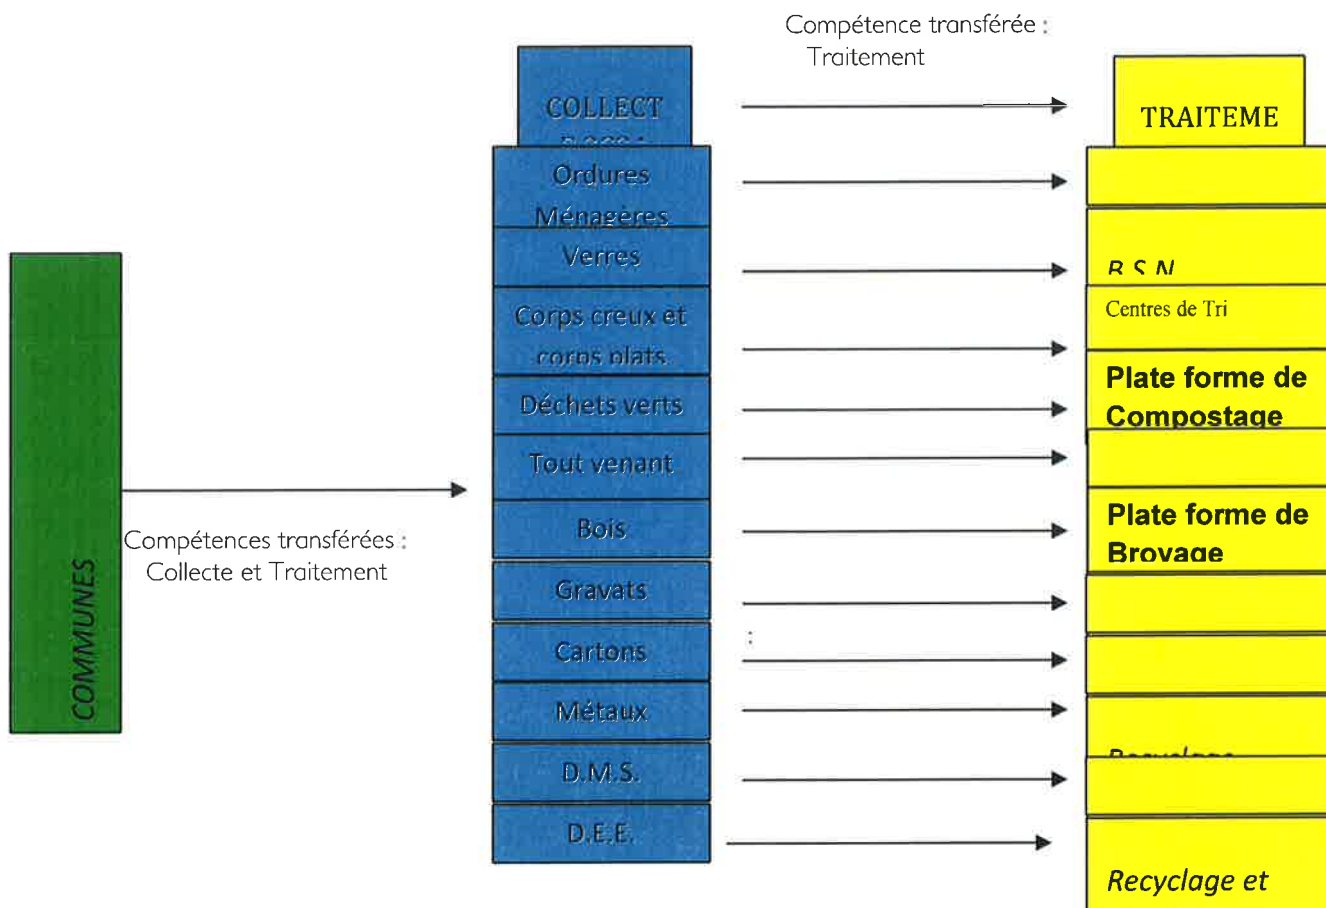 Compétence transférée :
Traitement
COLLECT
TRAITEME
Ordures
Ménagères
Verres
B.S.N.
Corps creux et
corps plats
Centres de Tri
Déchets verts
Plate forme de
Compostage
Tout venant
Bois
Plate forme de
Broyage
COMMUNES
Compétences transférées :
Collecte et Traitement
Gravats
Cartons
:
Métaux
Recyclage
D.M.S.
D.E.E.
Recyclage et